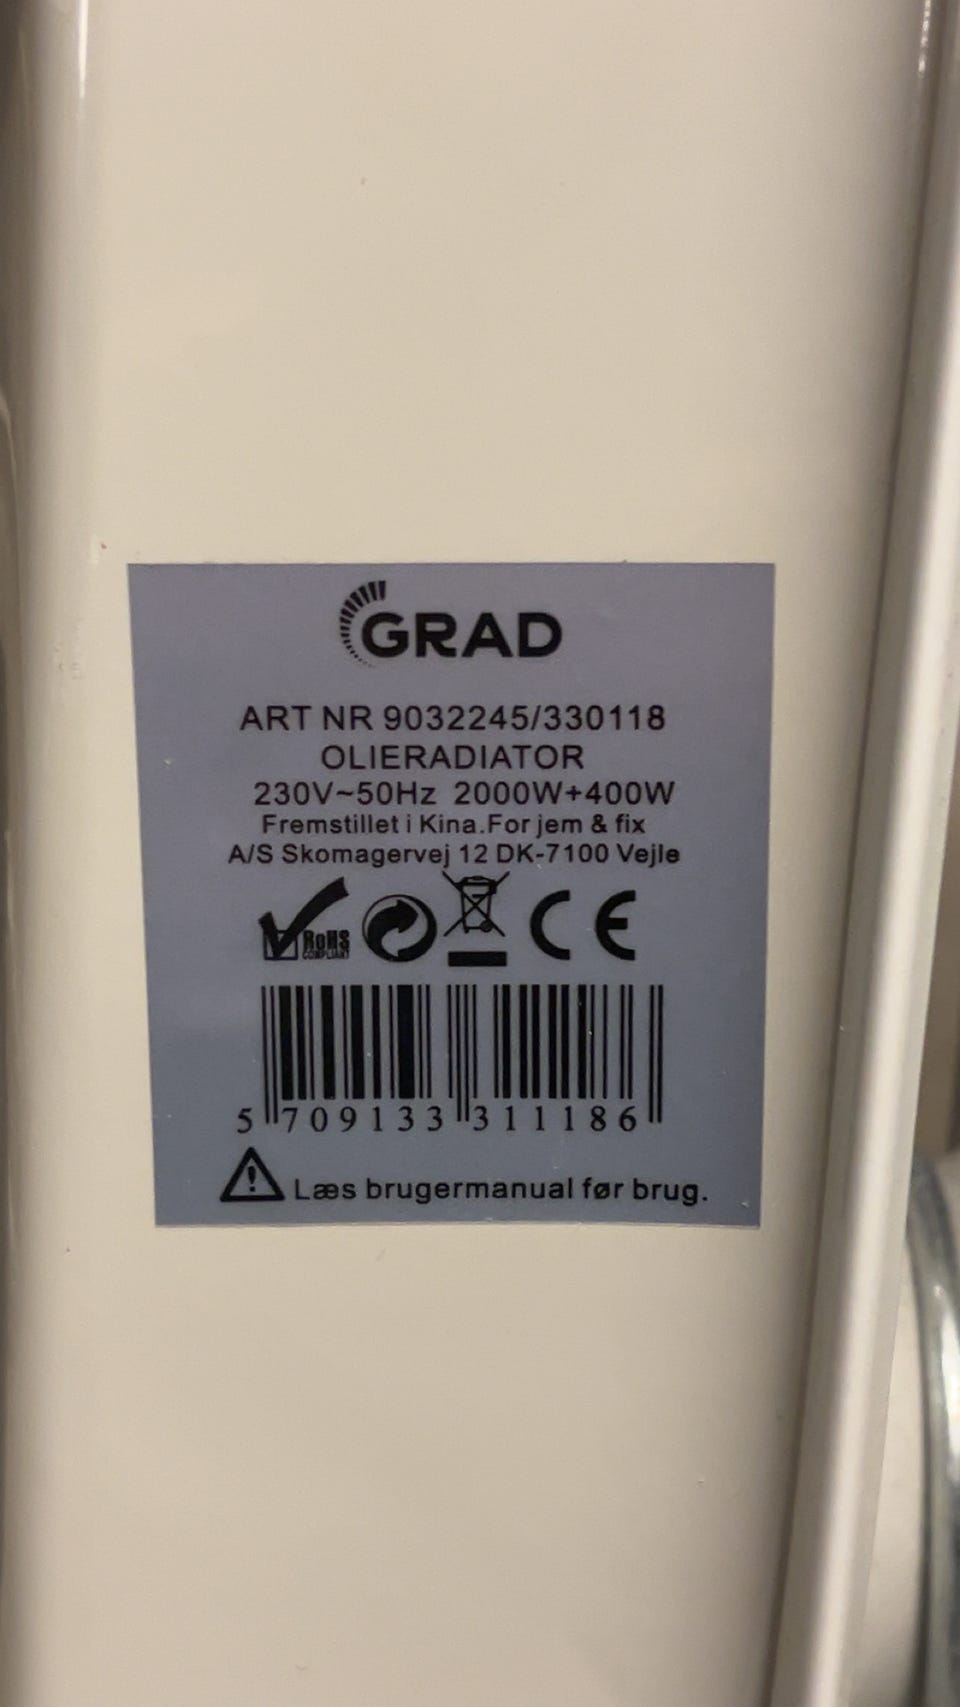 GRAD
ART NR 9032245/330118
OLIERADIATOR
230V~50Hz 2000W+400W
Fremstillet i Kina.For jem & fix
A/S Skomagervej 12 DK-7100 Vejle
RoHS
COMPLIANT
CE
5 709133 311186
Læs brugermanual før brug.